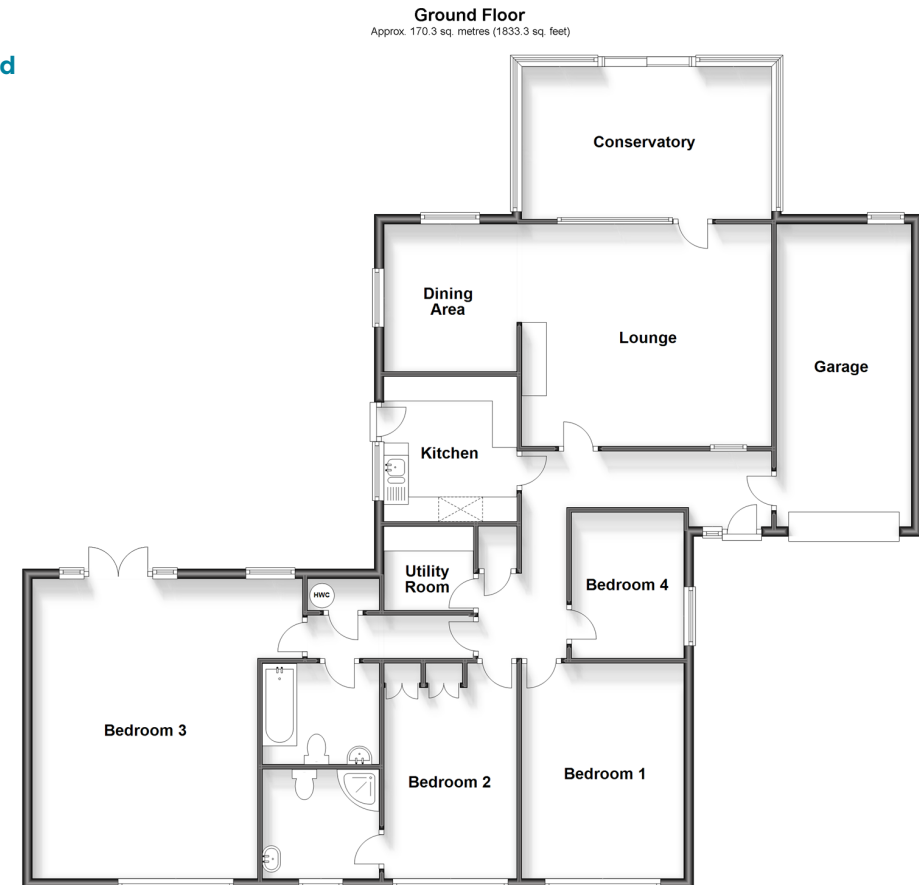 Ground Floor
Approx. 170.3 sq. metres (1833.3 sq. feet)
d
Conservatory
Dining
Area
Lounge
Garage
Kitchen
Utility
Room
Bedroom 4
HWC
Bedroom 3
Bedroom 2
Bedroom 1